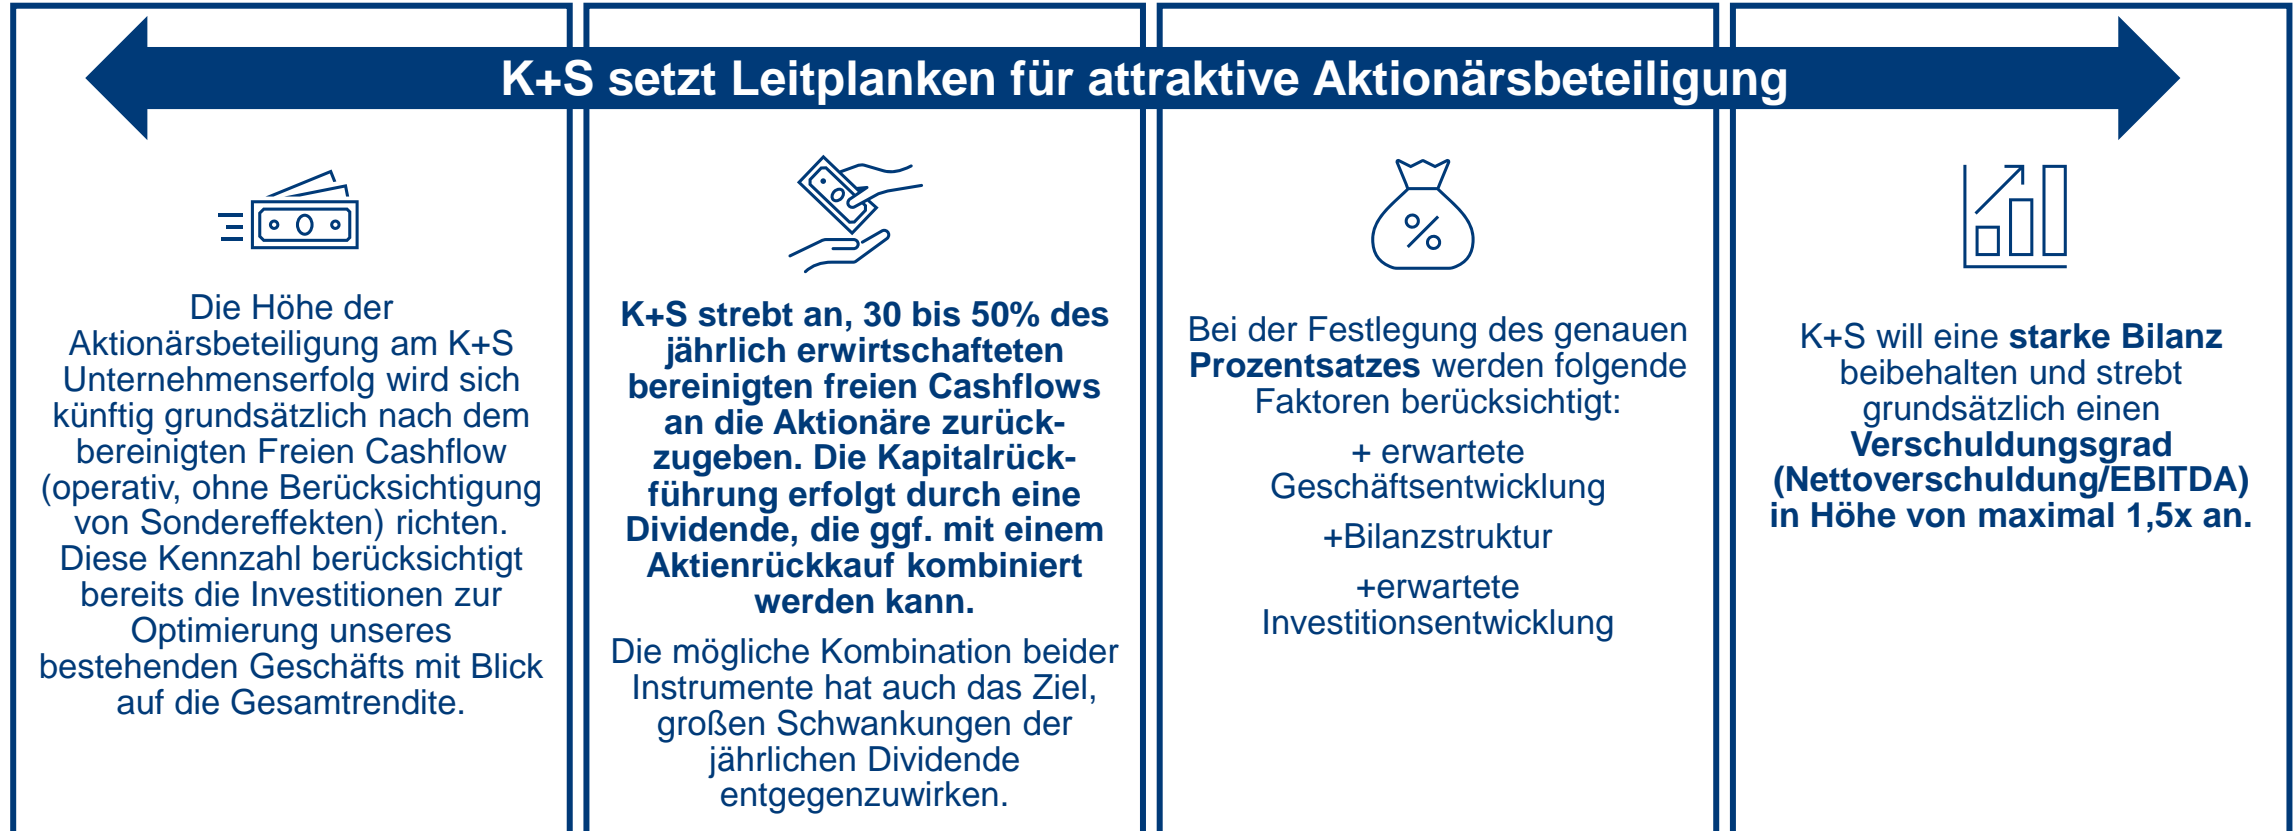 K+S setzt Leitplanken für attraktive Aktionärsbeteiligung
Die Höhe der
Aktionärsbeteiligung am K+S
Unternehmenserfolg wird sich
künftig grundsätzlich nach dem
bereinigten Freien Cashflow
(operativ, ohne Berücksichtigung
von Sondereffekten) richten.
Diese Kennzahl berücksichtigt
bereits die Investitionen zur
Optimierung unseres
bestehenden Geschäfts mit Blick
auf die Gesamtrendite.
K+S strebt an, 30 bis 50% des
jährlich erwirtschafteten
bereinigten freien Cashflows
an die Aktionäre zurück-
zugeben. Die Kapitalrück-
führung erfolgt durch eine
Dividende, die ggf. mit einem
Aktienrückkauf kombiniert
werden kann.
Die mögliche Kombination beider
Instrumente hat auch das Ziel,
großen Schwankungen der
jährlichen Dividende
entgegenzuwirken.
%
Bei der Festlegung des genauen
Prozentsatzes werden folgende
Faktoren berücksichtigt:
+ erwartete
Geschäftsentwicklung
+Bilanzstruktur
+erwartete
Investitionsentwicklung
K+S will eine starke Bilanz
beibehalten und strebt
grundsätzlich einen
Verschuldungsgrad
(Nettoverschuldung/EBITDA)
in Höhe von maximal 1,5x an.